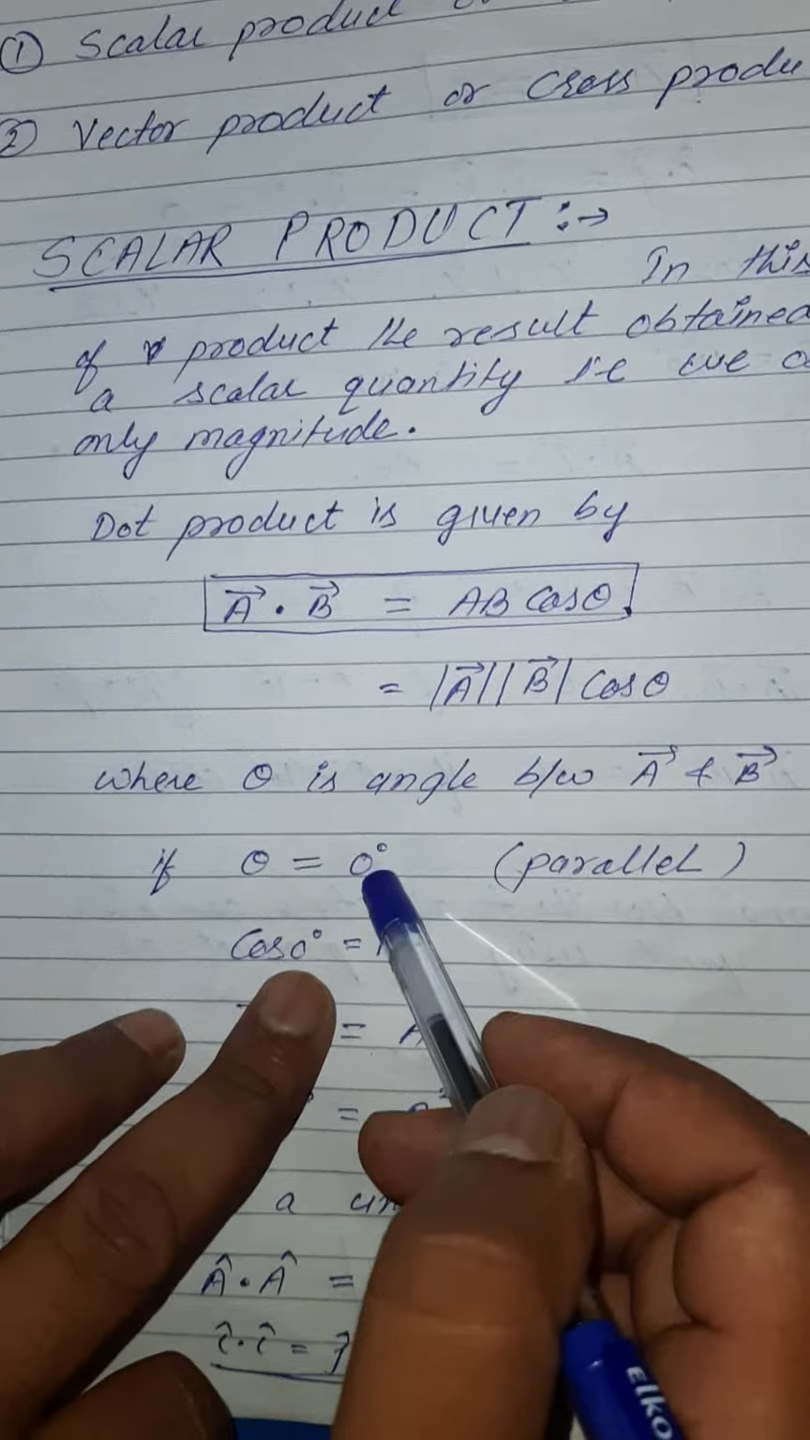 ① Scalar product
② Vector product or Cross produ
SCALAR PRODUCT :→
In this
of product the result obtained
a scalar quantity i.e we
only magnitude.
Dot product is given by
A⃗ · B⃗ = AB Cosθ
= |A⃗||B⃗| Cosθ
where θ is angle b/w A⃗ & B⃗
if θ = 0° (parallel)
Cos0° =
=
=
a
Â · Â =
î · î =
Elko